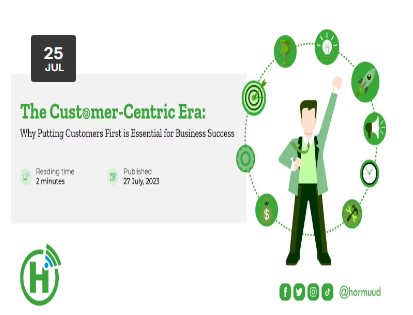 25
JUL
The Customer-Centric Era:
Why Putting Customers First is Essential for Business Success
Reading time
2 minutes
Published
27 July, 2023
H
$
@hormuud